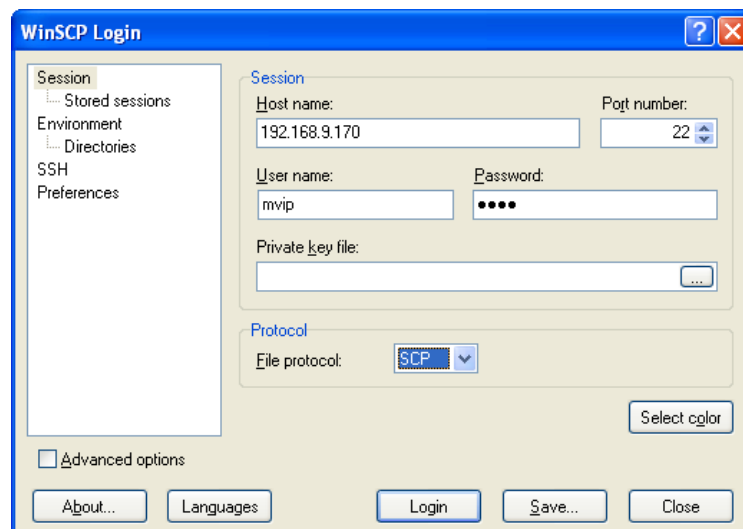 WinSCP Login
Session
Stored sessions
Environment
Directories
SSH
Preferences
Session
Host name:
Port number:
192.168.9.170
22
User name:
Password:
mvip
●●●●
Private key file:
...
Protocol
File protocol:
SCP
Select color
Advanced options
About...
Languages
Login
Save...
Close